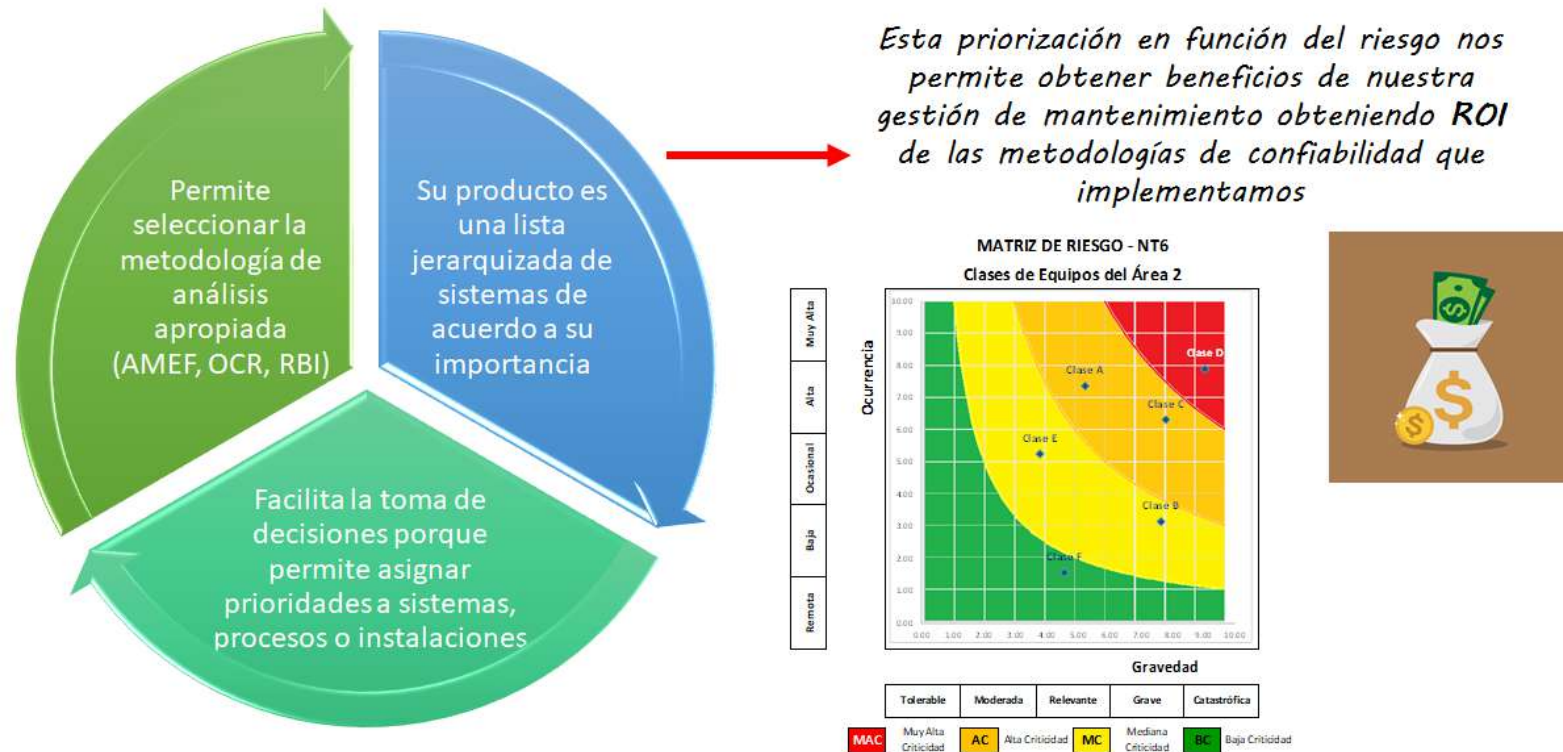 Permite
seleccionar la
metodología de
análisis
apropiada
(AMEF, OCR, RBI)
Su producto es
una lista
jerarquizada de
sistemas de
acuerdo a su
importancia
Facilita la toma de
decisiones porque
permite asignar
prioridades a sistemas,
procesos o instalaciones
Esta priorización en función del riesgo nos
permite obtener beneficios de nuestra
gestión de mantenimiento obteniendo ROI
de las metodologías de confiabilidad que
implementamos
MATRIZ DE RIESGO - NT6
Clases de Equipos del Área 2
Muy Alta
Alta
Ocasional
Baja
Remota
Ocurrencia
10.00
9.00
8.00
7.00
6.00
5.00
4.00
3.00
2.00
1.00
0.00
Clase D
Clase A
Clase C
Clase E
Clase B
Clase F
0.00 1.00 2.00 3.00 4.00 5.00 6.00 7.00 8.00 9.00 10.00
Gravedad
Tolerable Moderada Relevante Grave Catastrófica
MAC Muy Alta Criticidad AC Alta Criticidad MC Mediana Criticidad BC Baja Criticidad
$
$
$